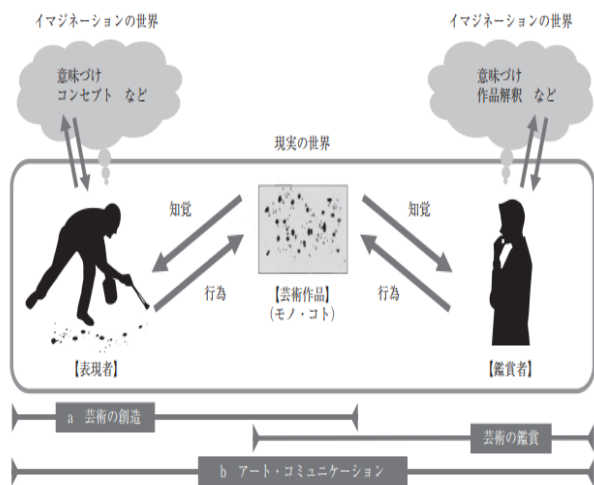 イマジネーションの世界
イマジネーションの世界
意味づけ
コンセプト など
意味づけ
作品解釈 など
現実の世界
知覚
知覚
行為
行為
【芸術作品】
（モノ・コト）
【表現者】
【鑑賞者】
a 芸術の創造
芸術の鑑賞
b アート・コミュニケーション